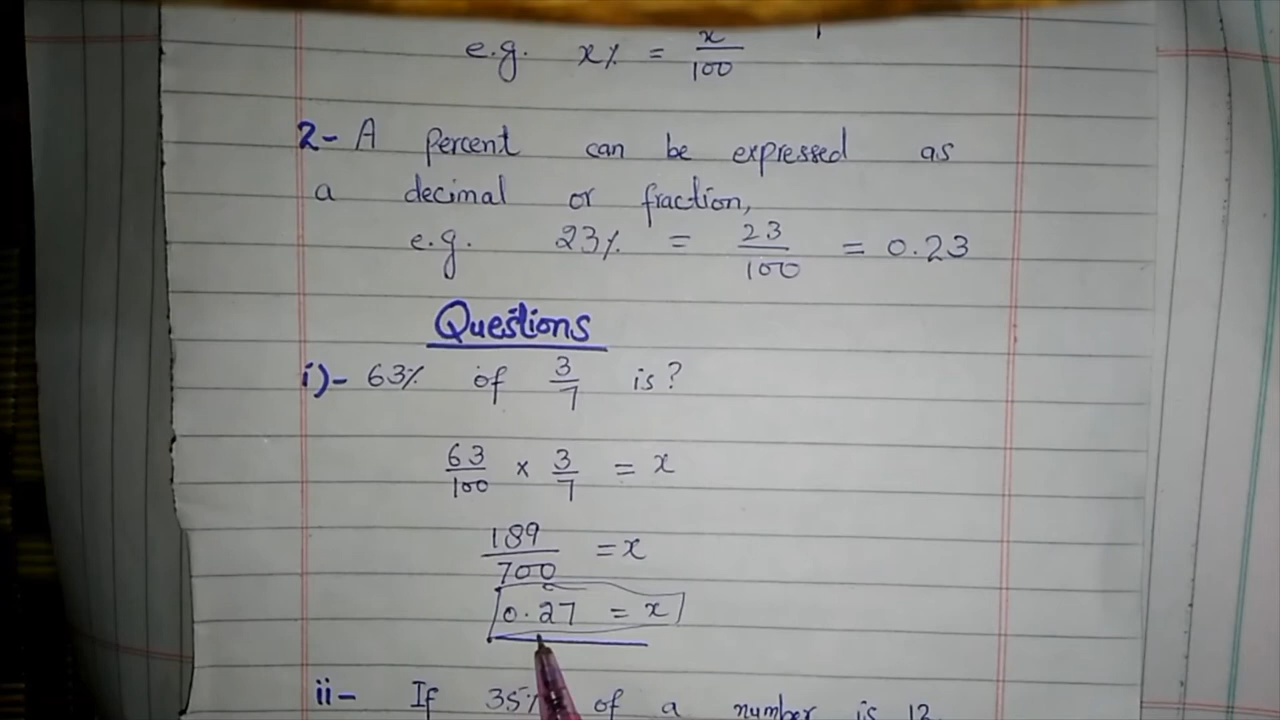 e.g. x% = x/100
2- A percent can be expressed as
a decimal or fraction,
e.g. 23% = 23/100 = 0.23
Questions
i)- 63% of 3/7 is?
63/100 × 3/7 = x
189/700 = x
0.27 = x
ii- If 35% of a number is 12